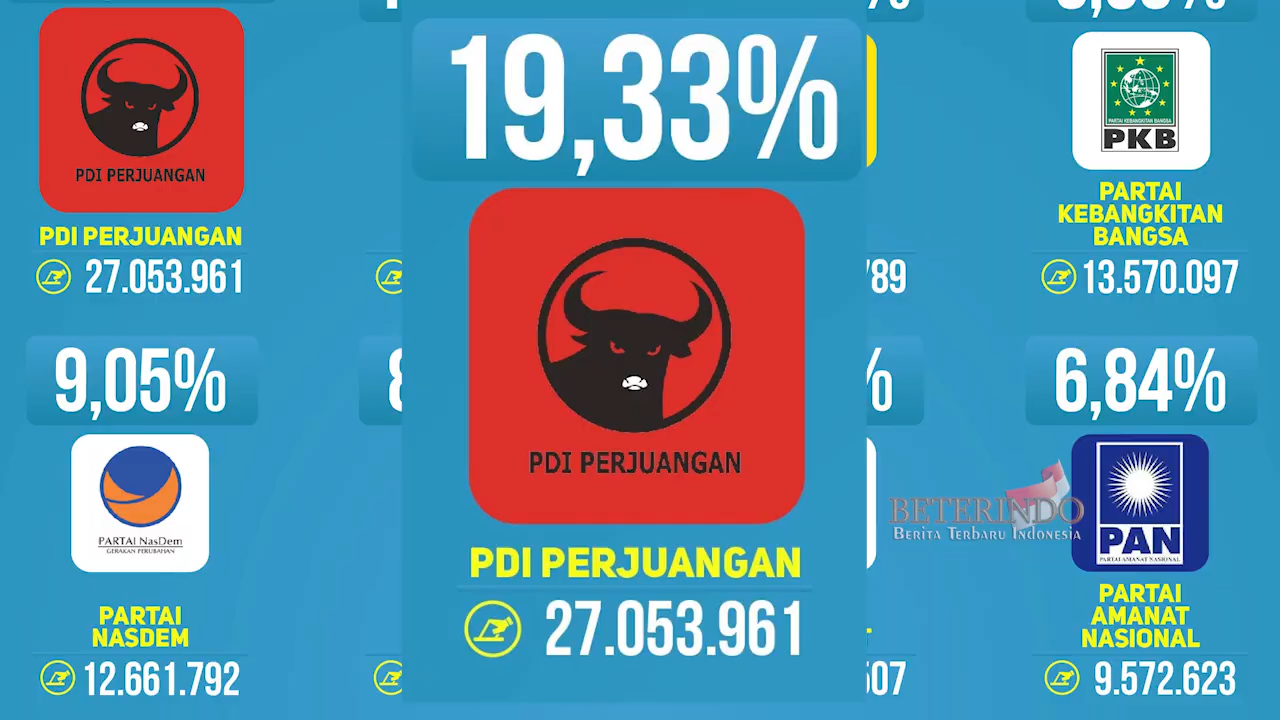 19,33%
PDI PERJUANGAN
PDI PERJUANGAN
27.053.961
PDI PERJUANGAN
PDI PERJUANGAN
27.053.961
789
PARTAI KEBANGKITAN BANGSA
PKB
PARTAI
KEBANGKITAN
BANGSA
13.570.097
9,05%
PARTAI NasDem
GERAKAN PERUBAHAN
PARTAI
NASDEM
12.661.792
%
507
6,84%
PAN
PARTAI AMANAT NASIONAL
PARTAI
AMANAT
NASIONAL
9.572.623
BETERINDO
BERITA TERBARU INDONESIA